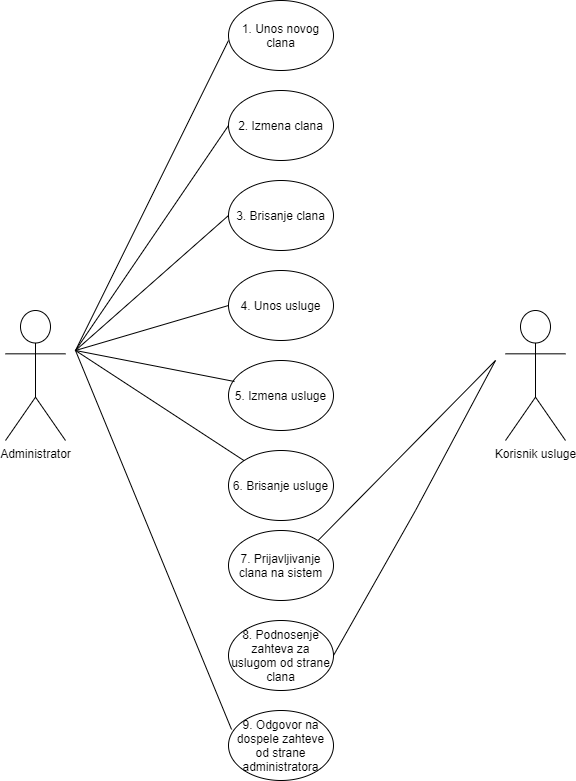 1. Unos novog
clana
2. Izmena clana
3. Brisanje clana
4. Unos usluge
5. Izmena usluge
Administrator
Korisnik usluge
6. Brisanje usluge
7. Prijavljivanje
clana na sistem
8. Podnosenje
zahteva za
uslugom od strane
clana
9. Odgovor na
dospele zahteve
od strane
administratora